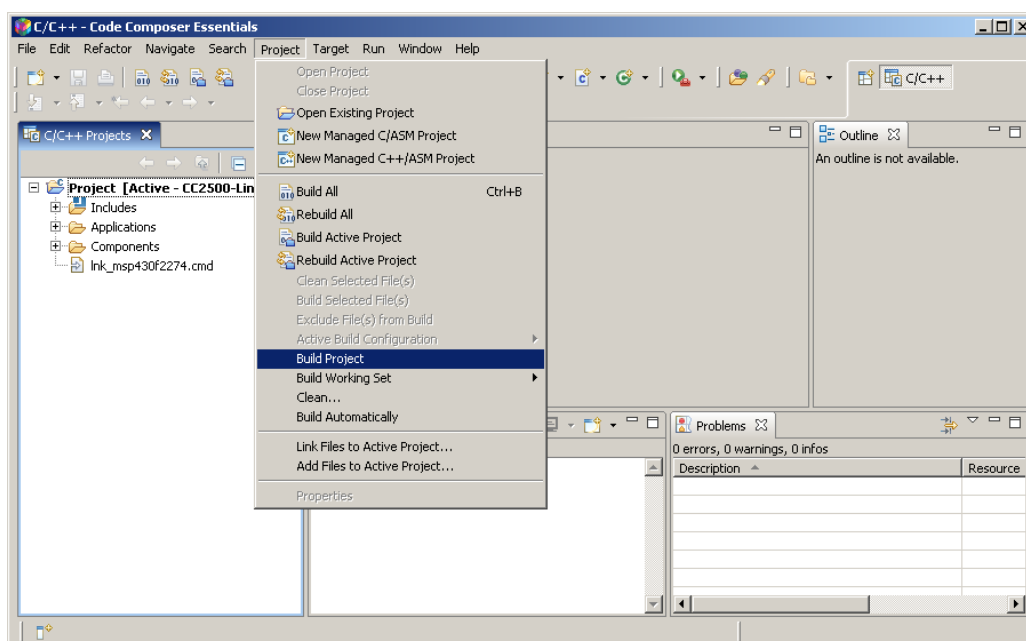 C/C++ - Code Composer Essentials
File Edit Refactor Navigate Search Project Target Run Window Help
C/C++
C/C++ Projects
Project [Active - CC2500-Lin
Includes
Applications
Components
lnk_msp430f2274.cmd
Open Project
Close Project
Open Existing Project
New Managed C/ASM Project
New Managed C++/ASM Project
Build All Ctrl+B
Rebuild All
Build Active Project
Rebuild Active Project
Clean Selected File(s)
Build Selected File(s)
Exclude File(s) from Build
Active Build Configuration
Build Project
Build Working Set
Clean...
Build Automatically
Link Files to Active Project...
Add Files to Active Project...
Properties
Outline
An outline is not available.
Problems
0 errors, 0 warnings, 0 infos
Description Resource